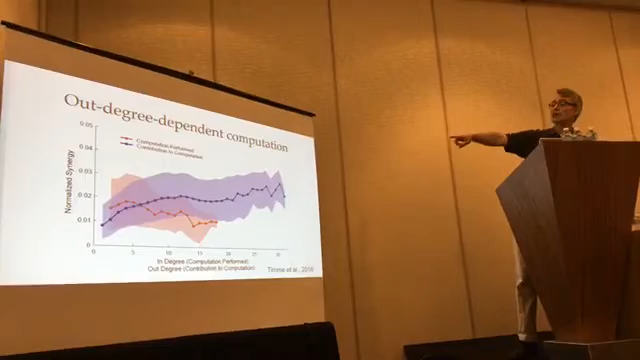 Out-degree-dependent computation
0.05
0.04
0.03
0.02
0.01
0
Normalized Synergy
Computation Performed
Contribution to Computation
5
10
15
20
25
30
In Degree (Computation Performed)
Out Degree (Contribution to Computation)
Timme et al., 2016